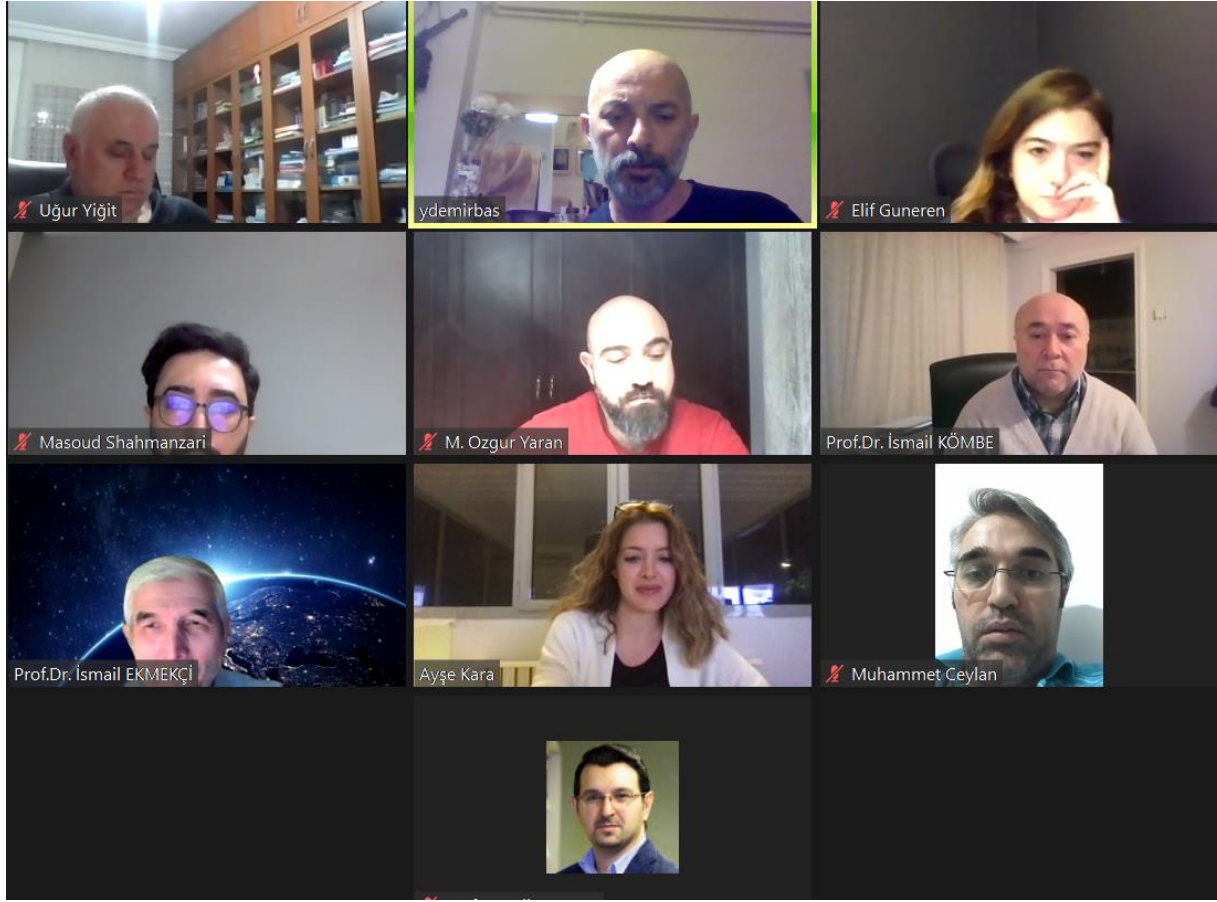 Uğur Yiğit
ydemirbas
Elif Guneren
Masoud Shahmanzari
M. Ozgur Yaran
Prof.Dr. İsmail KÖMBE
Prof.Dr. İsmail EKMEKÇİ
Ayşe Kara
Muhammet Ceylan